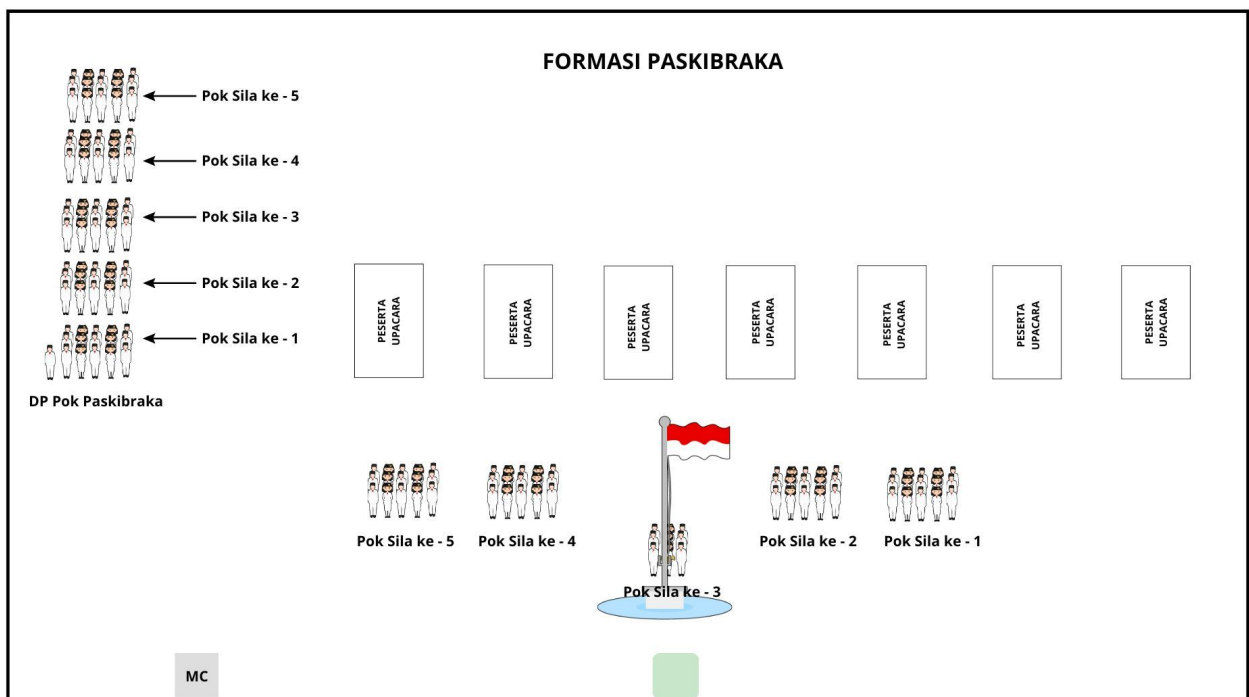 FORMASI PASKIBRAKA
Pok Sila ke - 5
Pok Sila ke - 4
Pok Sila ke - 3
Pok Sila ke - 2
Pok Sila ke - 1
DP Pok Paskibraka
PESERTA
UPACARA
PESERTA
UPACARA
PESERTA
UPACARA
PESERTA
UPACARA
PESERTA
UPACARA
PESERTA
UPACARA
PESERTA
UPACARA
Pok Sila ke - 5
Pok Sila ke - 4
Pok Sila ke - 3
Pok Sila ke - 2
Pok Sila ke - 1
MC